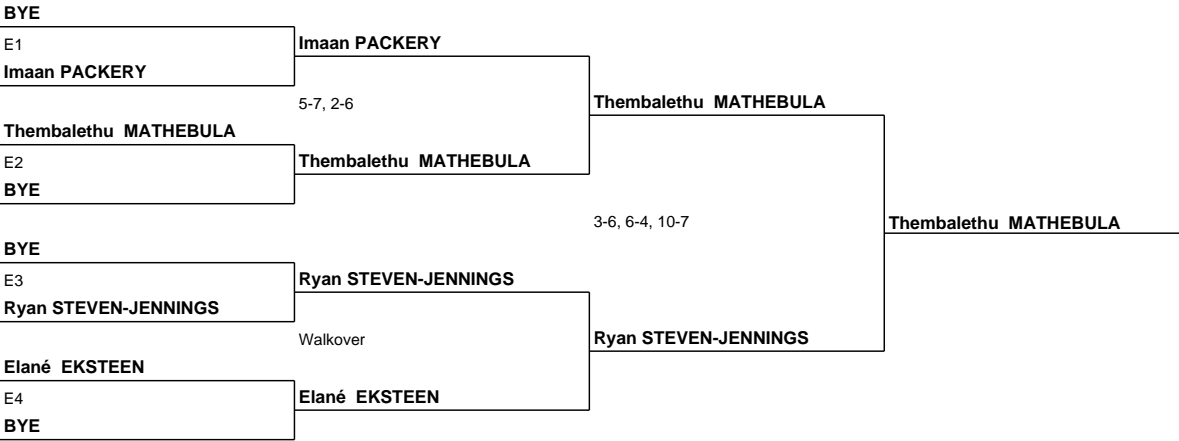 BYE
E1
Imaan PACKERY
Imaan PACKERY
5-7, 2-6
Thembalethu MATHEBULA
Thembalethu MATHEBULA
E2
Thembalethu MATHEBULA
BYE
3-6, 6-4, 10-7
Thembalethu MATHEBULA
BYE
E3
Ryan STEVEN-JENNINGS
Ryan STEVEN-JENNINGS
Walkover
Ryan STEVEN-JENNINGS
Elané EKSTEEN
E4
Elané EKSTEEN
BYE